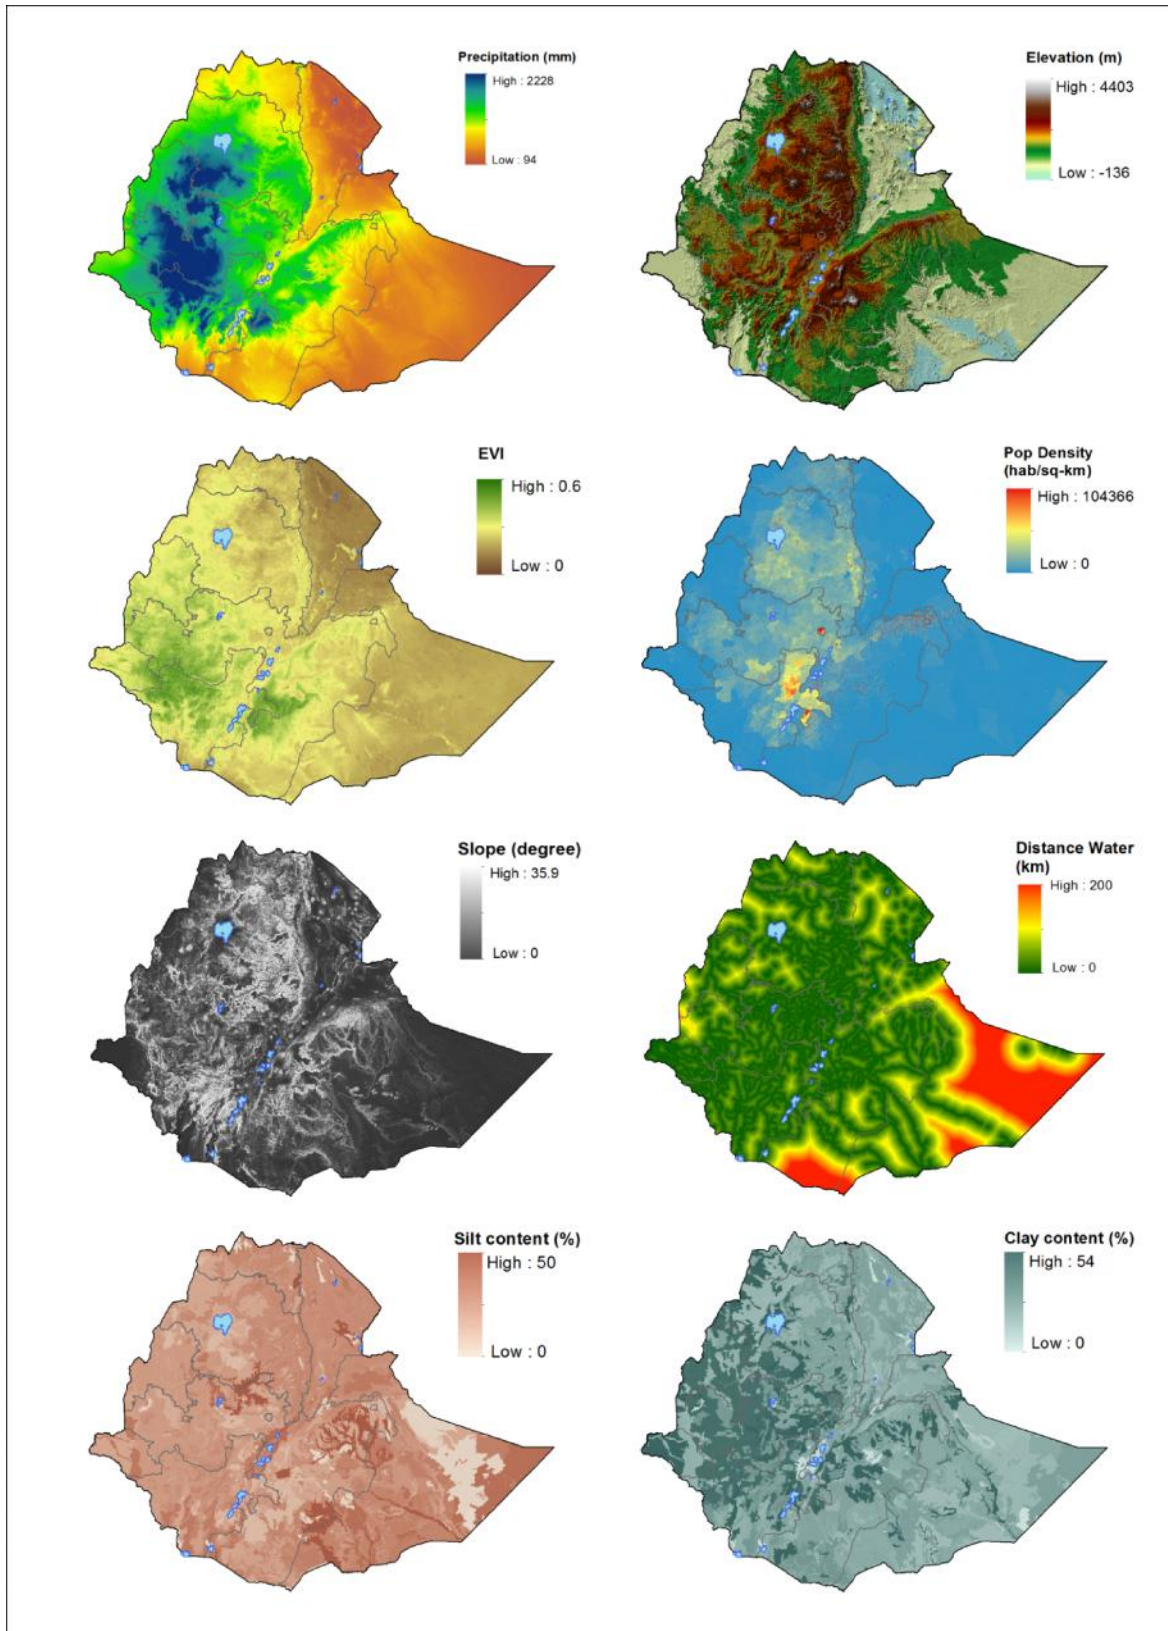 Precipitation (mm)
High : 2228
Low : 94
Elevation (m)
High : 4403
Low : -136
EVI
High : 0.6
Low : 0
Pop Density
(hab/sq-km)
High : 104366
Low : 0
Slope (degree)
High : 35.9
Low : 0
Distance Water
(km)
High : 200
Low : 0
Silt content (%)
High : 50
Low : 0
Clay content (%)
High : 54
Low : 0